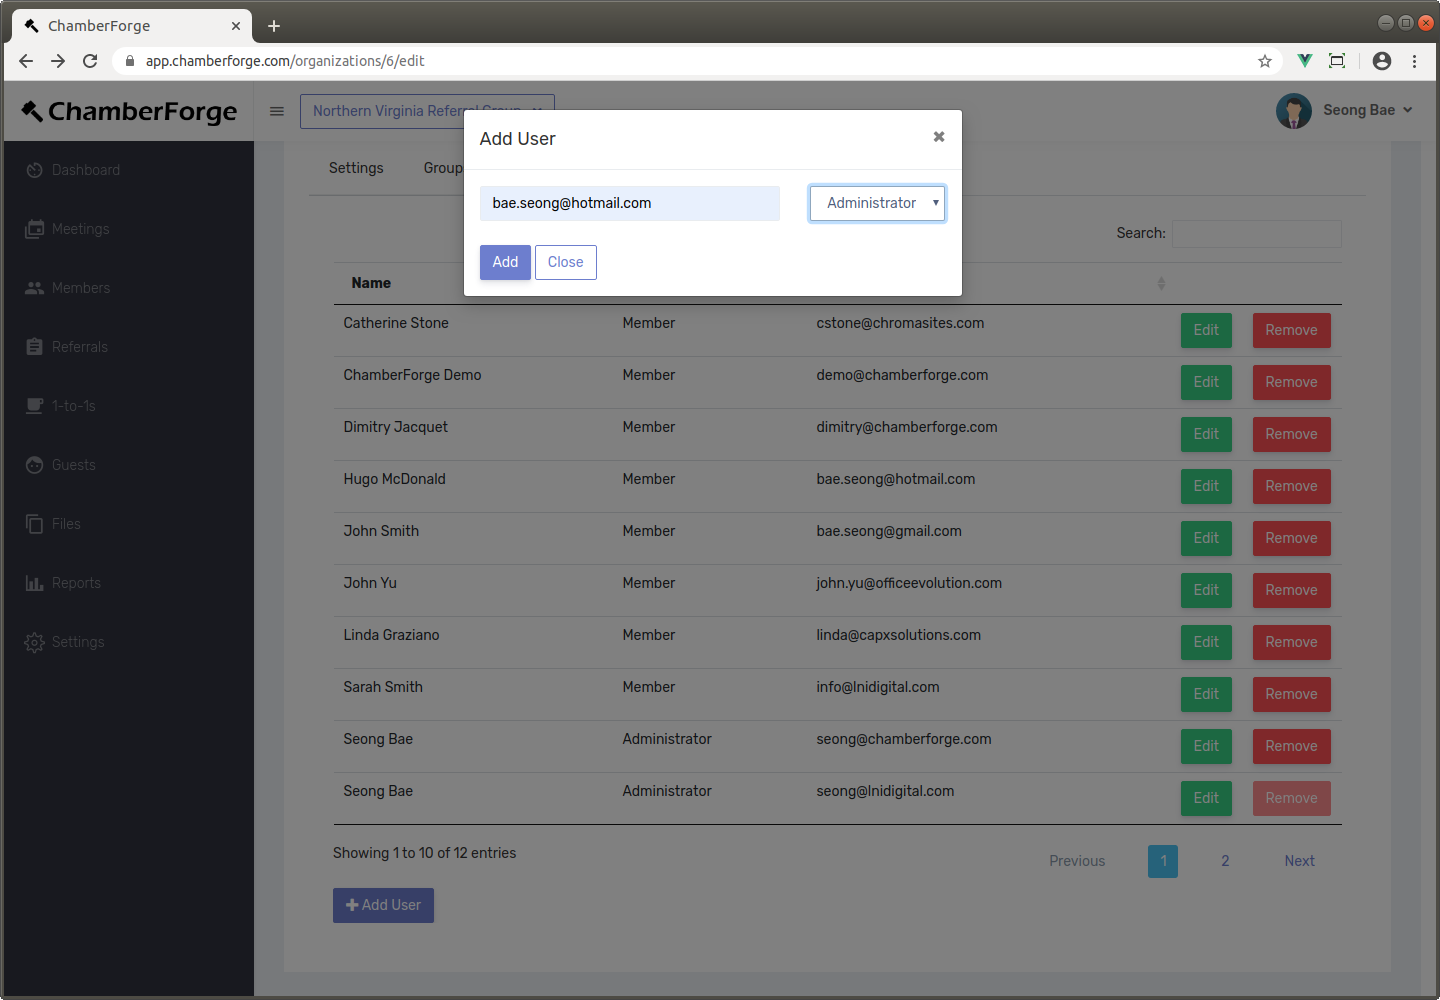 ChamberForge
app.chamberforge.com/organizations/6/edit
ChamberForge
Northern Virginia Referral Group
Seong Bae
Add User
bae.seong@hotmail.com Administrator
Add Close
Dashboard
Meetings
Members
Referrals
1-to-1s
Guests
Files
Reports
Settings
Settings Group
Search:
Name
Catherine Stone Member cstone@chromasites.com Edit Remove
ChamberForge Demo Member demo@chamberforge.com Edit Remove
Dimitry Jacquet Member dimitry@chamberforge.com Edit Remove
Hugo McDonald Member bae.seong@hotmail.com Edit Remove
John Smith Member bae.seong@gmail.com Edit Remove
John Yu Member john.yu@officeevolution.com Edit Remove
Linda Graziano Member linda@capxsolutions.com Edit Remove
Sarah Smith Member info@lnidigital.com Edit Remove
Seong Bae Administrator seong@chamberforge.com Edit Remove
Seong Bae Administrator seong@lnidigital.com Edit Remove
Showing 1 to 10 of 12 entries
Previous 1 2 Next
Add User